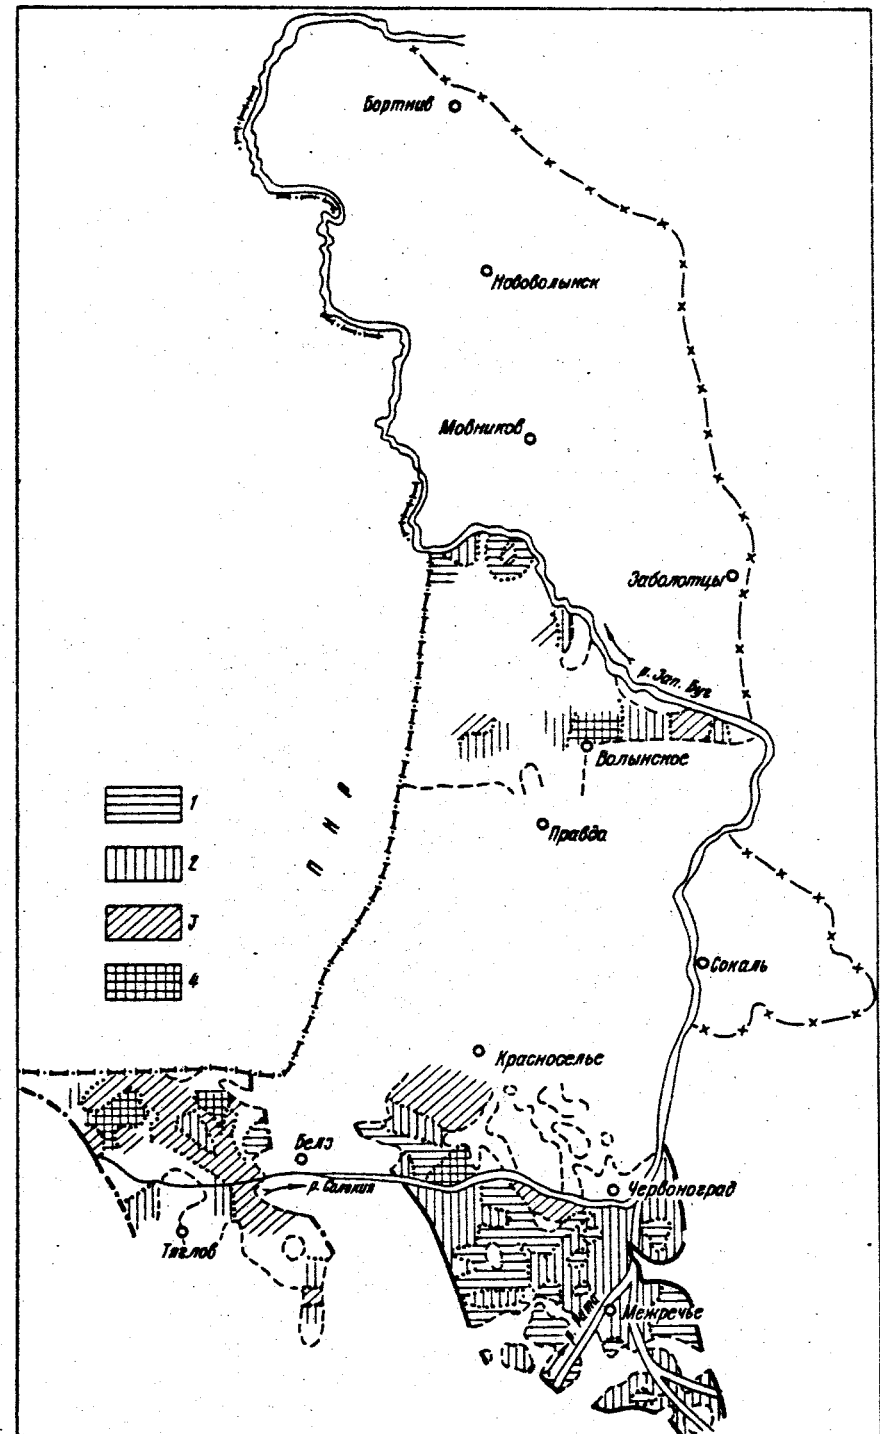 Бортнив
Нововолынск
Мовников
Заболотцы
р. Зап. Буг
Волынское
Правда
ПНР
1
2
3
4
Сокаль
Красноселье
Белз
р. Солокия
Червоноград
Тяглов
р. Рата
Межречье